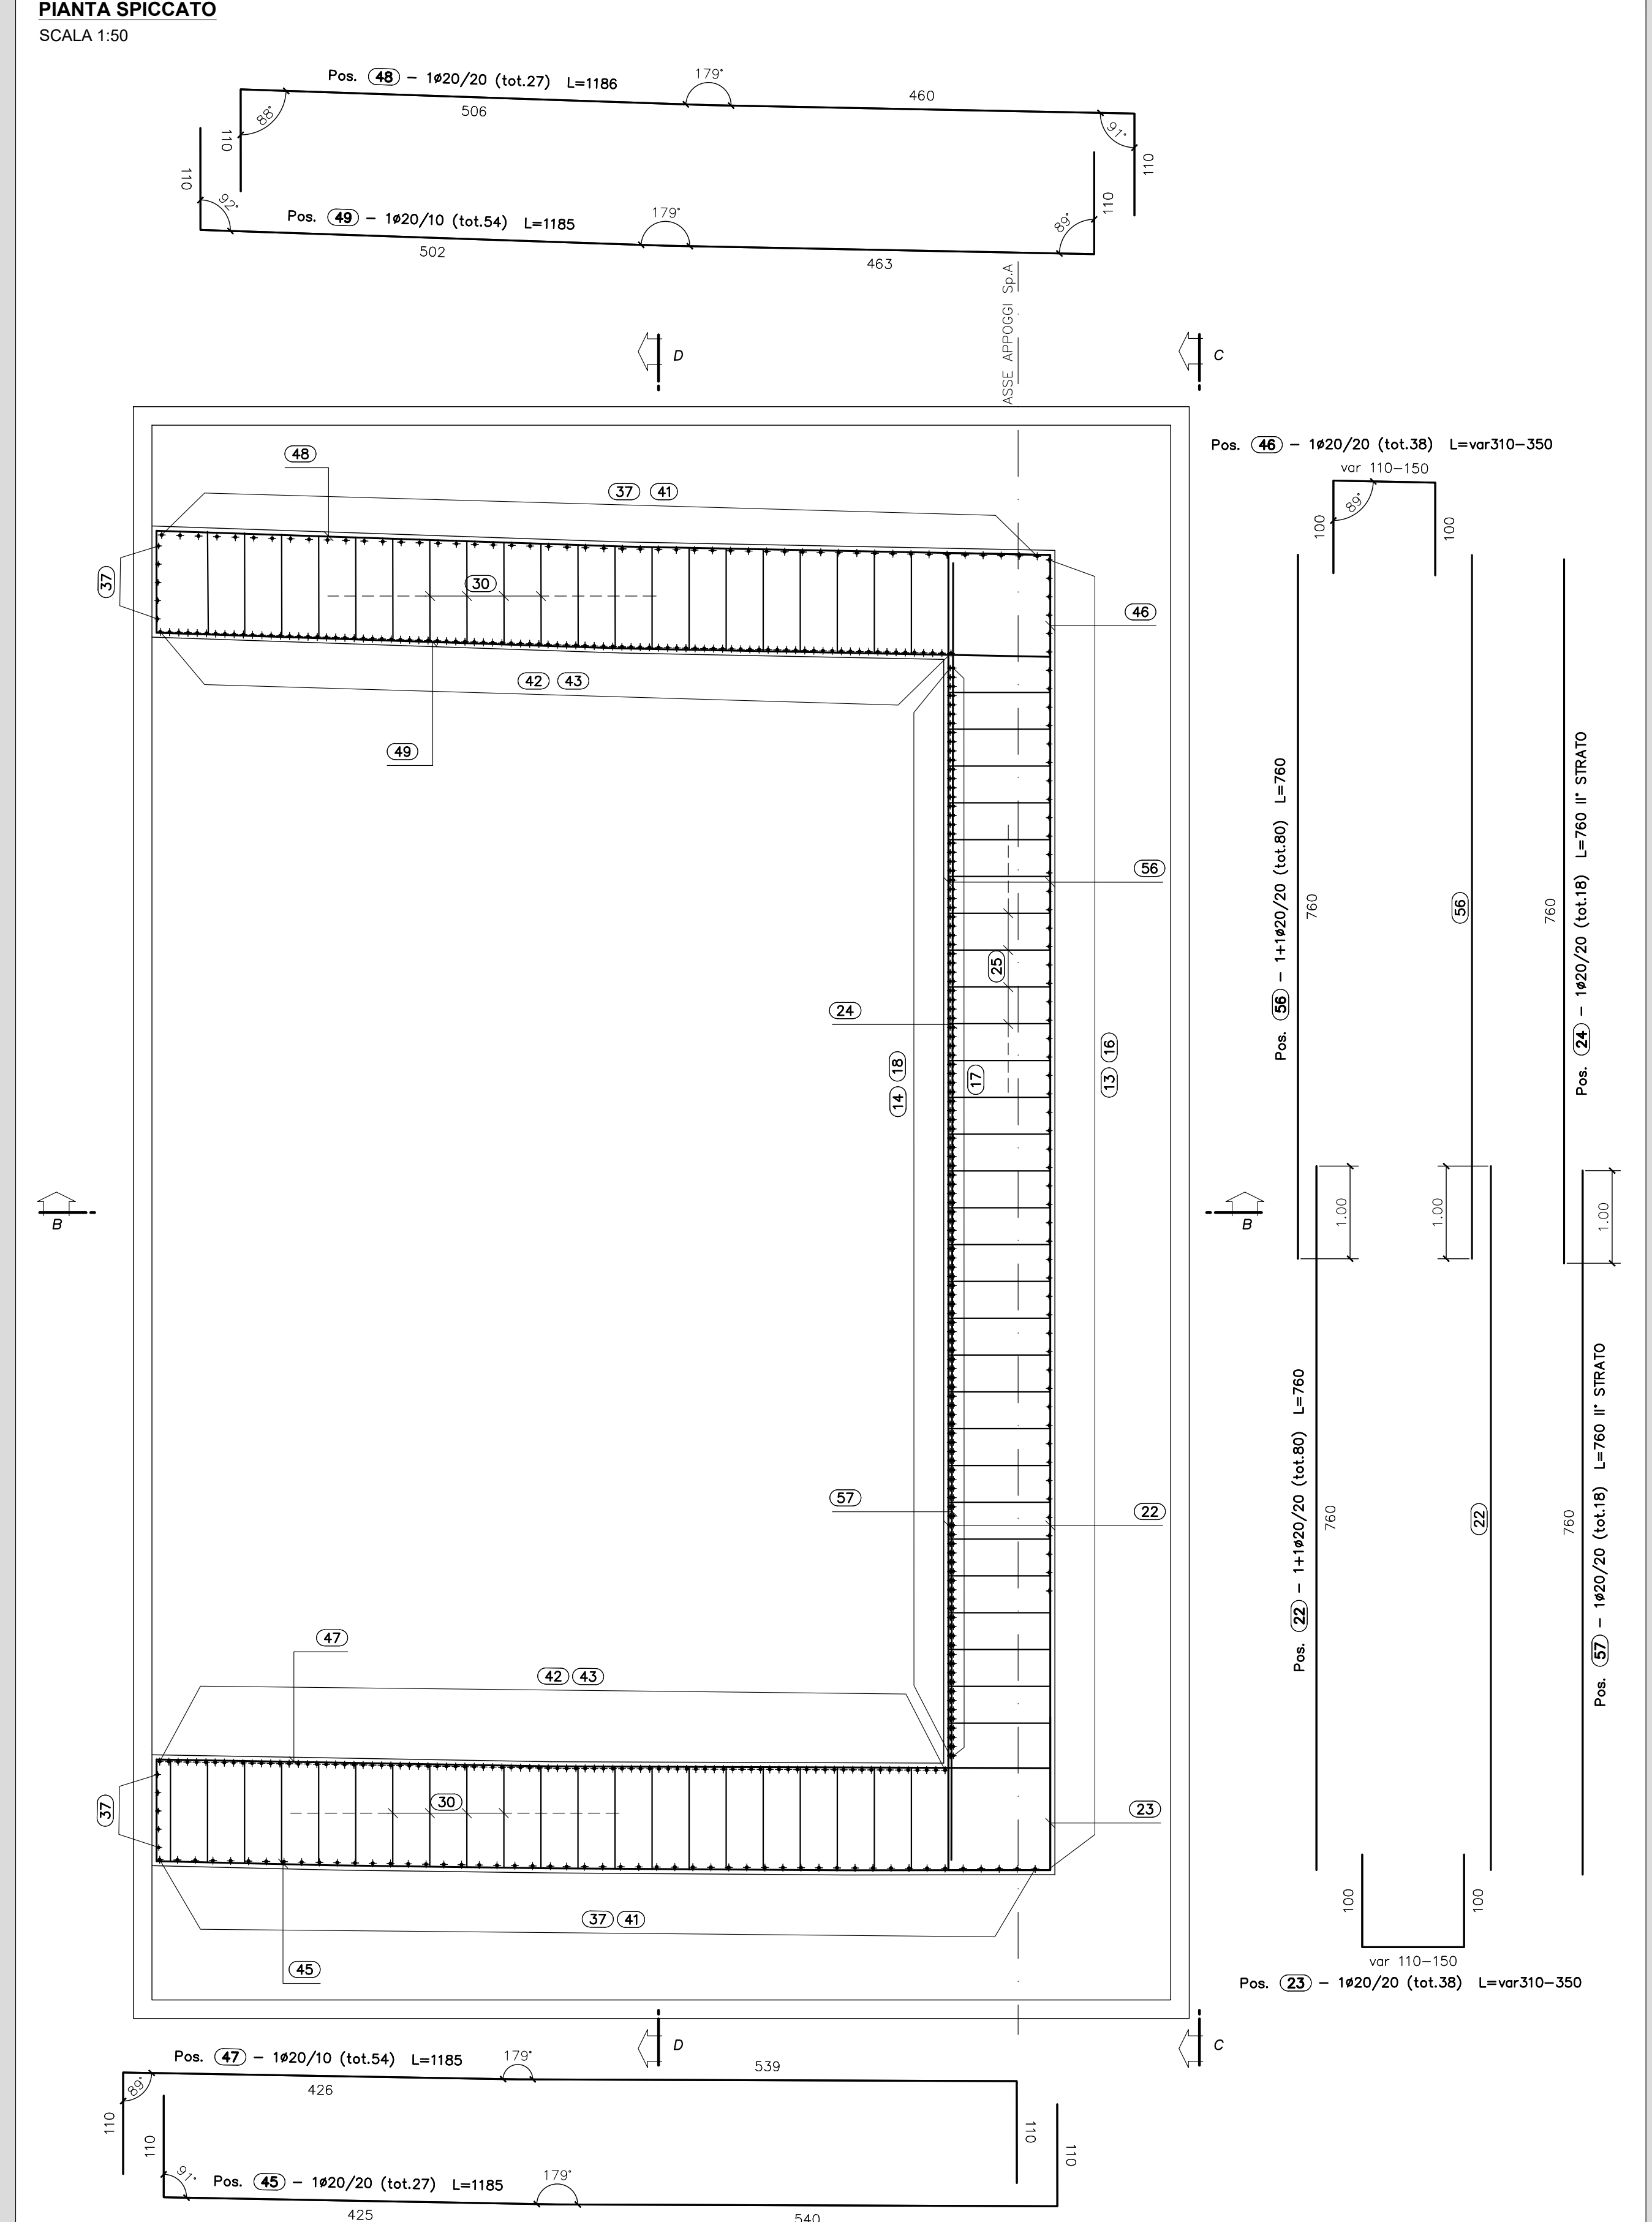 PIANTA SPICCATO
SCALA 1:50
Pos. 48 – 1ø20/20 (tot.27) L=1186
179°
460
88°
506
91°
110
110
110
92°
Pos. 49 – 1ø20/10 (tot.54) L=1185
179°
110
89°
502
463
ASSE APPOGGI Sp.A
D
C
48
37 41
37
30
46
42 43
49
56
25
24
14 18
17
13 16
B
B
57
22
47
42 43
37
30
23
37 41
45
D
C
Pos. 46 – 1ø20/20 (tot.38) L=var310–350
var 110–150
89°
100
100
Pos. 56 – 1+1ø20/20 (tot.80) L=760
760
56
760
Pos. 24 – 1ø20/20 (tot.18) L=760 II° STRATO
1.00
1.00
1.00
Pos. 22 – 1+1ø20/20 (tot.80) L=760
760
22
760
Pos. 57 – 1ø20/20 (tot.18) L=760 II° STRATO
100
100
var 110–150
Pos. 23 – 1ø20/20 (tot.38) L=var310–350
Pos. 47 – 1ø20/10 (tot.54) L=1185
179°
539
89°
426
110
110
110
110
91°
Pos. 45 – 1ø20/20 (tot.27) L=1185
179°
425
540